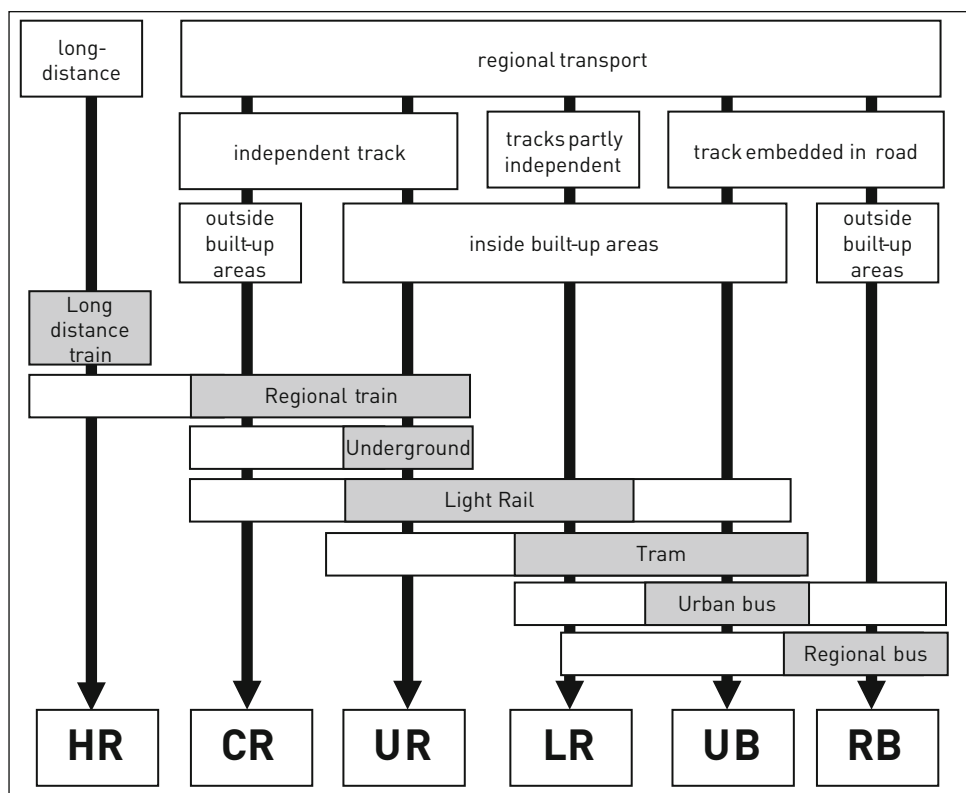 long-
distance
regional transport
independent track
tracks partly
independent
track embedded in road
outside
built-up
areas
inside built-up areas
outside
built-up
areas
Long
distance
train
Regional train
Underground
Light Rail
Tram
Urban bus
Regional bus
HR CR UR LR UB RB